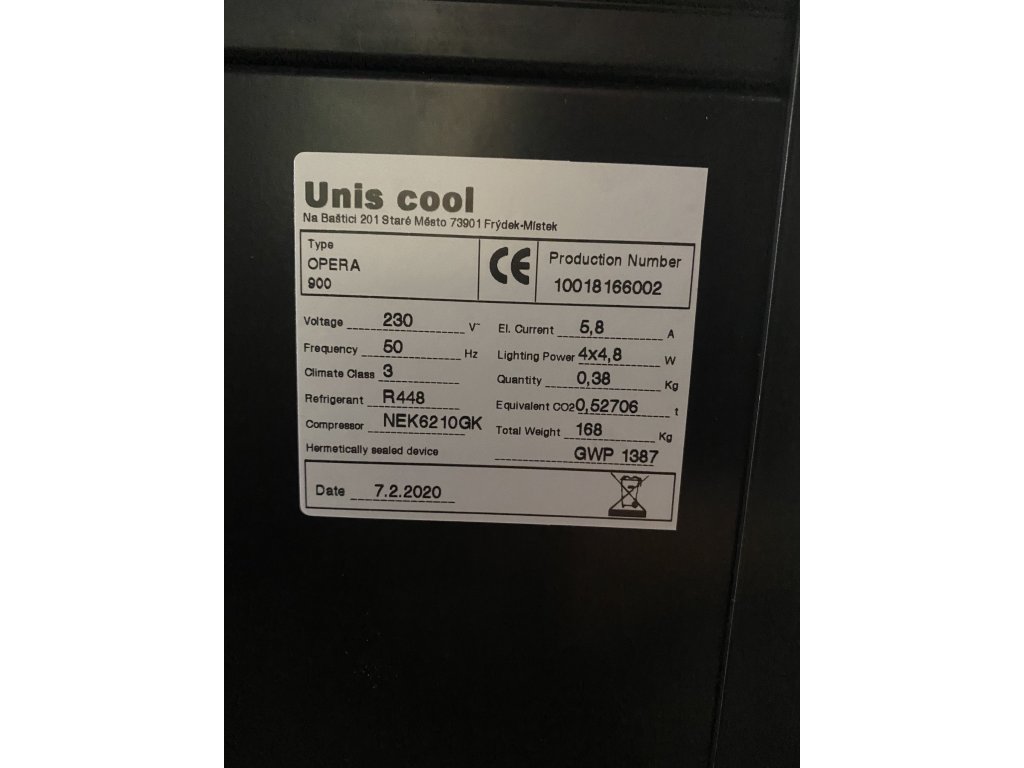 Unis cool
Na Baštici 201 Staré Město 73901 Frýdek-Místek
Type
OPERA
900
CE
Production Number
10018166002
Voltage 230 V~
El. Current 5,8 A
Frequency 50 Hz
Lighting Power 4x4,8 W
Climate Class 3
Quantity 0,38 Kg
Refrigerant R448
Equivalent CO2 0,52706 t
Compressor NEK6210GK
Total Weight 168 Kg
Hermetically sealed device
GWP 1387
Date 7.2.2020